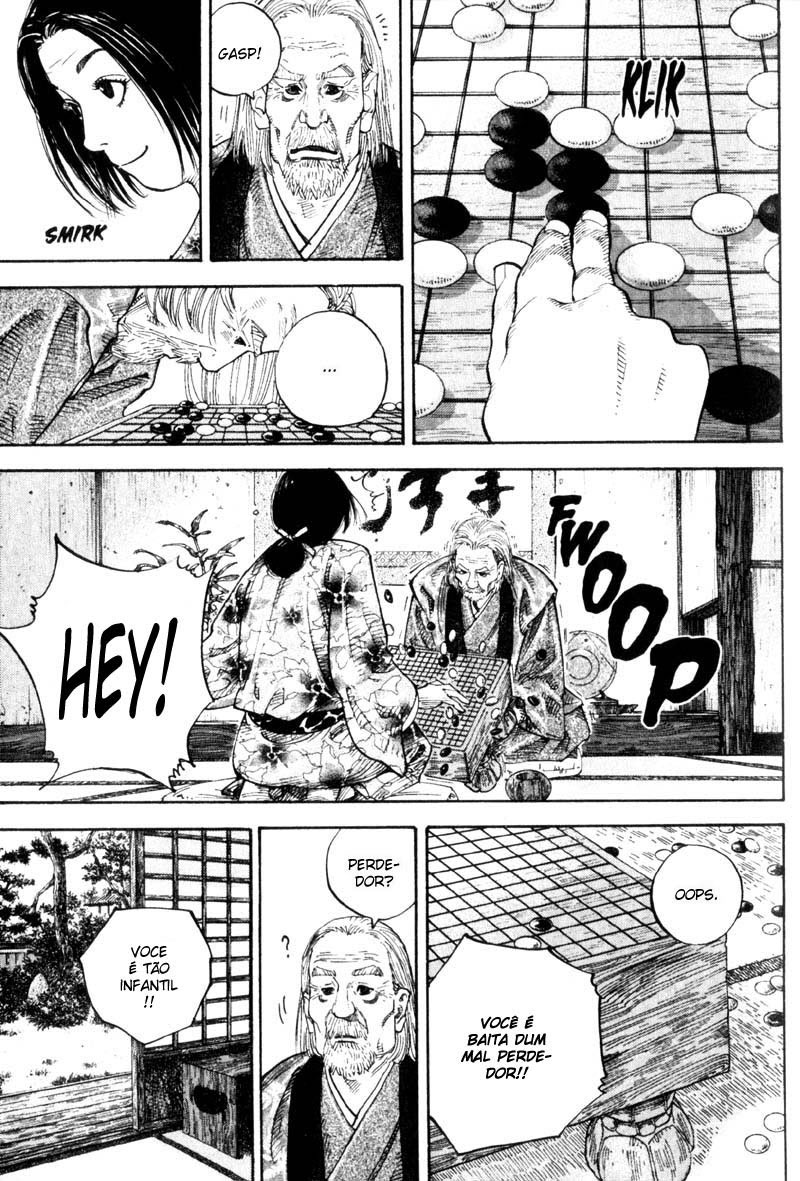 KLIK
GASP!
SMIRK
...
FWOOP
HEY!
OOPS.
VOCÊ É
BAITA DUM
MAL PERDE-
DOR!!
PERDE-
DOR?
?
VOCE
É TÃO
INFANTIL
!!